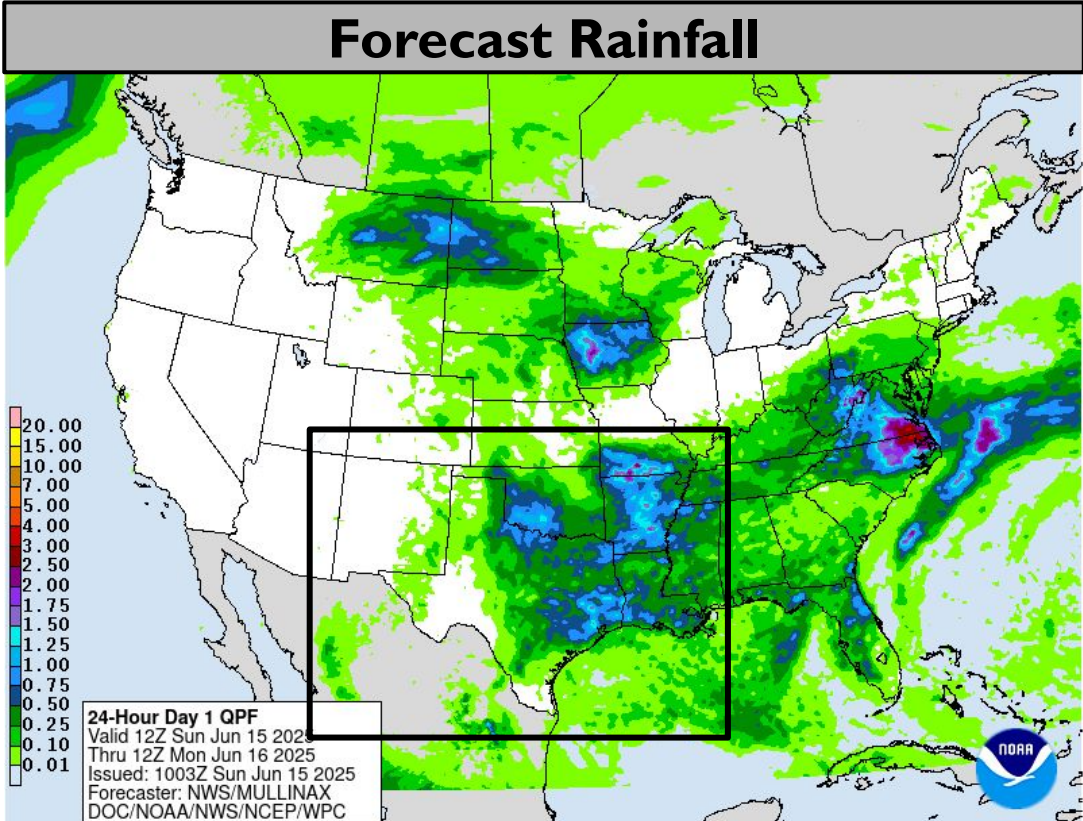 Forecast Rainfall
20.00
15.00
10.00
7.00
5.00
4.00
3.00
2.50
2.00
1.75
1.50
1.25
1.00
0.75
0.50
0.25
0.10
0.01
24-Hour Day 1 QPF
Valid 12Z Sun Jun 15 2025
Thru 12Z Mon Jun 16 2025
Issued: 1003Z Sun Jun 15 2025
Forecaster: NWS/MULLINAX
DOC/NOAA/NWS/NCEP/WPC
NOAA